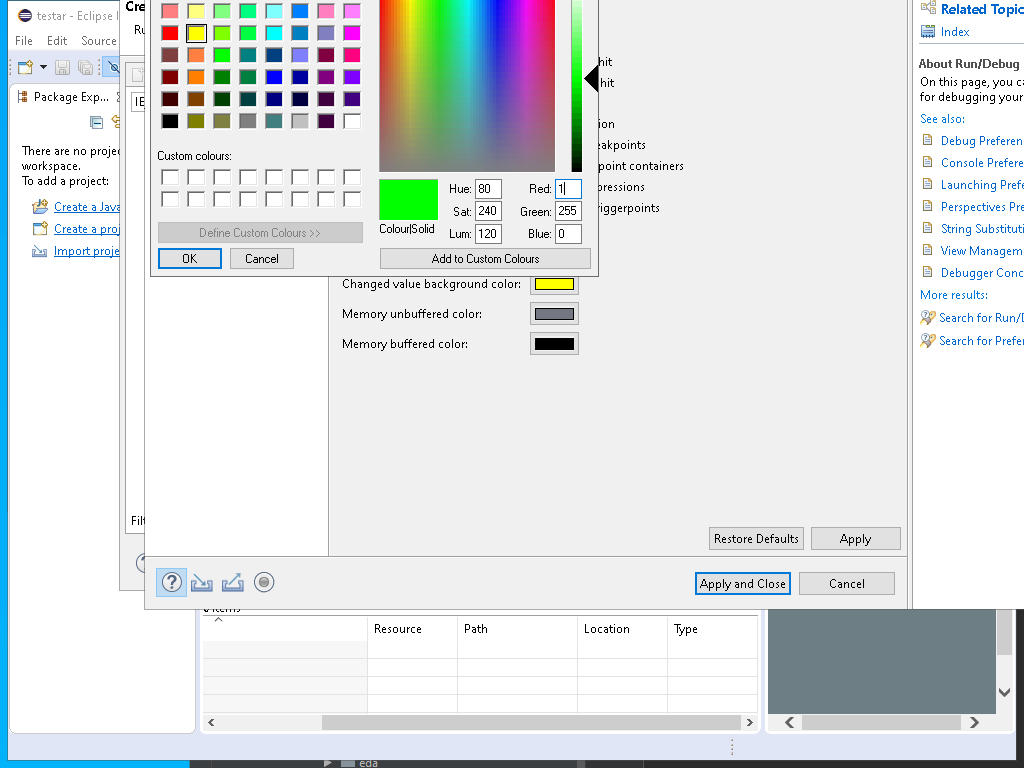 testar - Eclipse I
File Edit Source
Package Exp...
There are no proje
workspace.
To add a project:
Create a Java
Create a proj
Import proje
Cre
Ru
Filt
Custom colours:
Define Custom Colours >>
OK
Cancel
Colour|Solid
Hue: 80
Sat: 240
Lum: 120
Red: 1
Green: 255
Blue: 0
Add to Custom Colours
hit
hit
ion
eakpoints
point containers
pressions
riggerpoints
Changed value background color:
Memory unbuffered color:
Memory buffered color:
Restore Defaults
Apply
Apply and Close
Cancel
Related Topic
Index
About Run/Debug
On this page, you ca
for debugging your
See also:
Debug Preferen
Console Prefere
Launching Prefe
Perspectives Pre
String Substituti
View Managem
Debugger Conc
More results:
Search for Run/D
Search for Prefer
Resource Path Location Type
eda